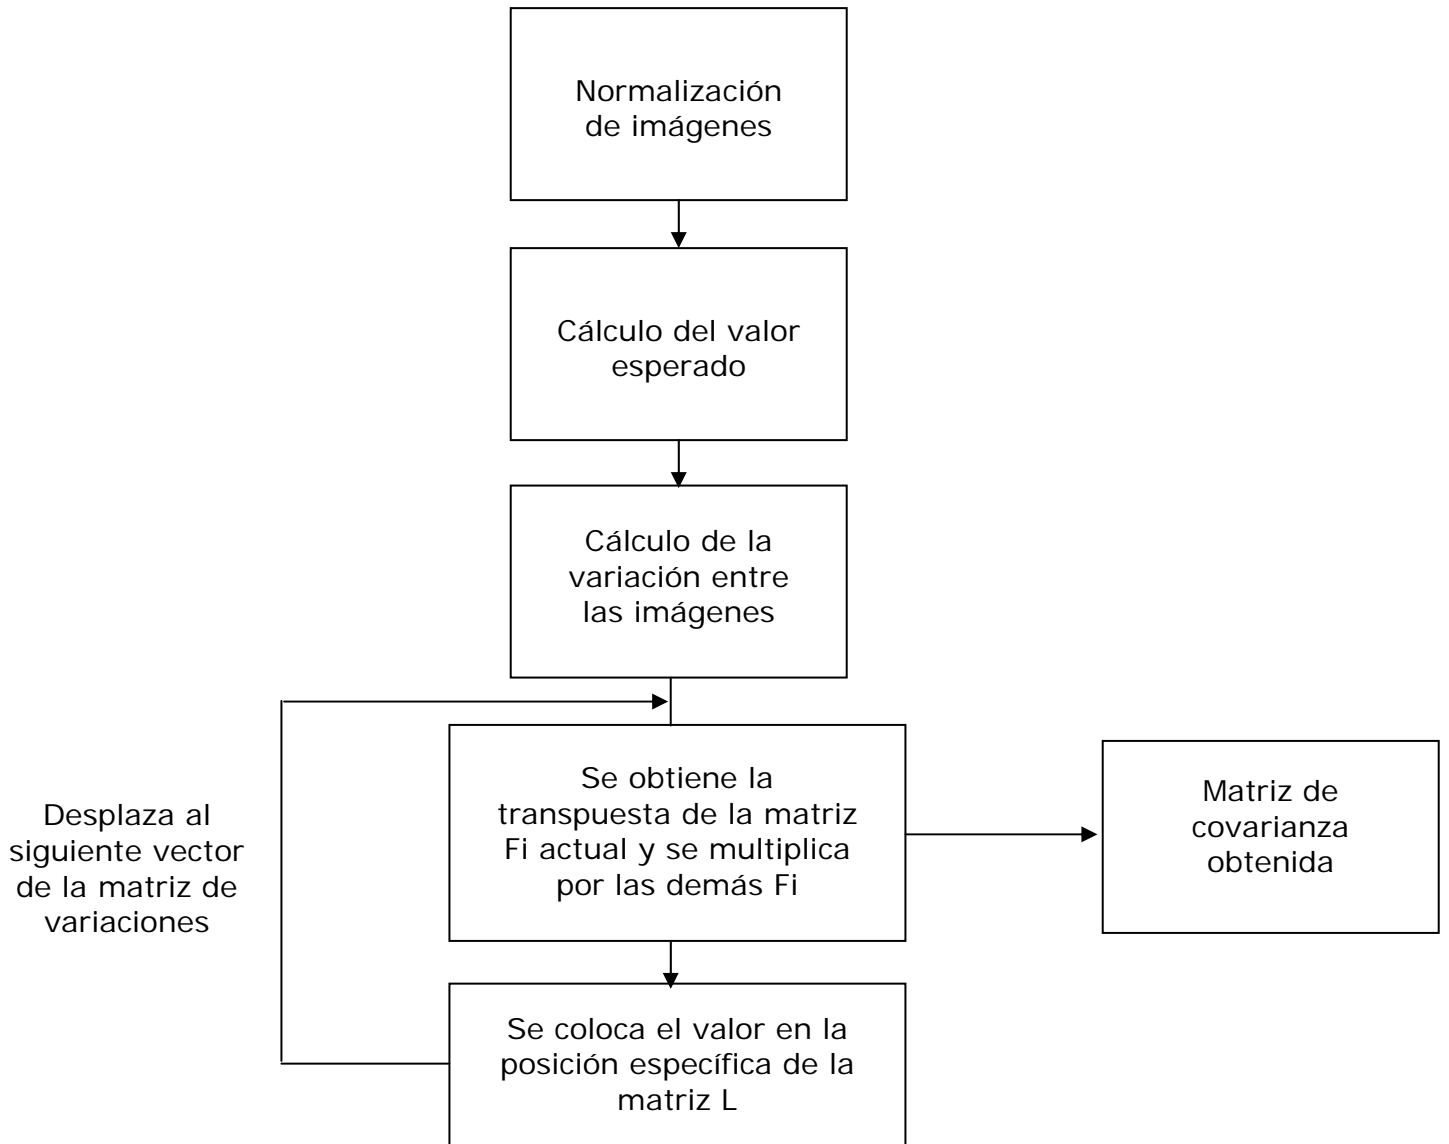 Normalización
de imágenes
Cálculo del valor
esperado
Cálculo de la
variación entre
las imágenes
Se obtiene la
transpuesta de la matriz
Fi actual y se multiplica
por las demás Fi
Matriz de
covarianza
obtenida
Desplaza al
siguiente vector
de la matriz de
variaciones
Se coloca el valor en la
posición específica de la
matriz L